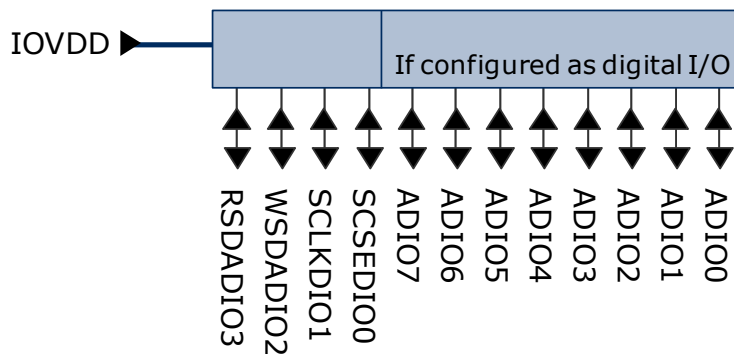 IOVDD
If configured as digital I/O
RSDADIO3
WSDADIO2
SCLKDIO1
SCSEDIO0
ADIO7
ADIO6
ADIO5
ADIO4
ADIO3
ADIO2
ADIO1
ADIO0